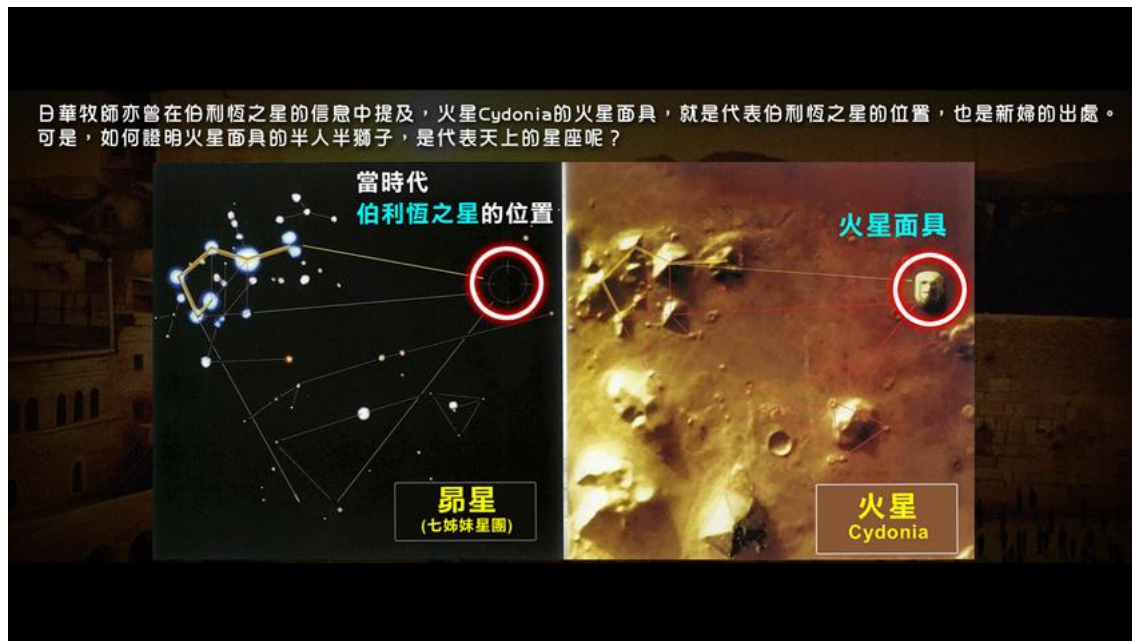 日華牧師亦曾在伯利恆之星的信息中提及，火星Cydonia的火星面具，就是代表伯利恆之星的位置，也是新婦的出處。
可是，如何證明火星面具的半人半獅子，是代表天上的星座呢？
當時代
伯利恆之星的位置
火星面具
昴星
(七姊妹星團)
火星
Cydonia